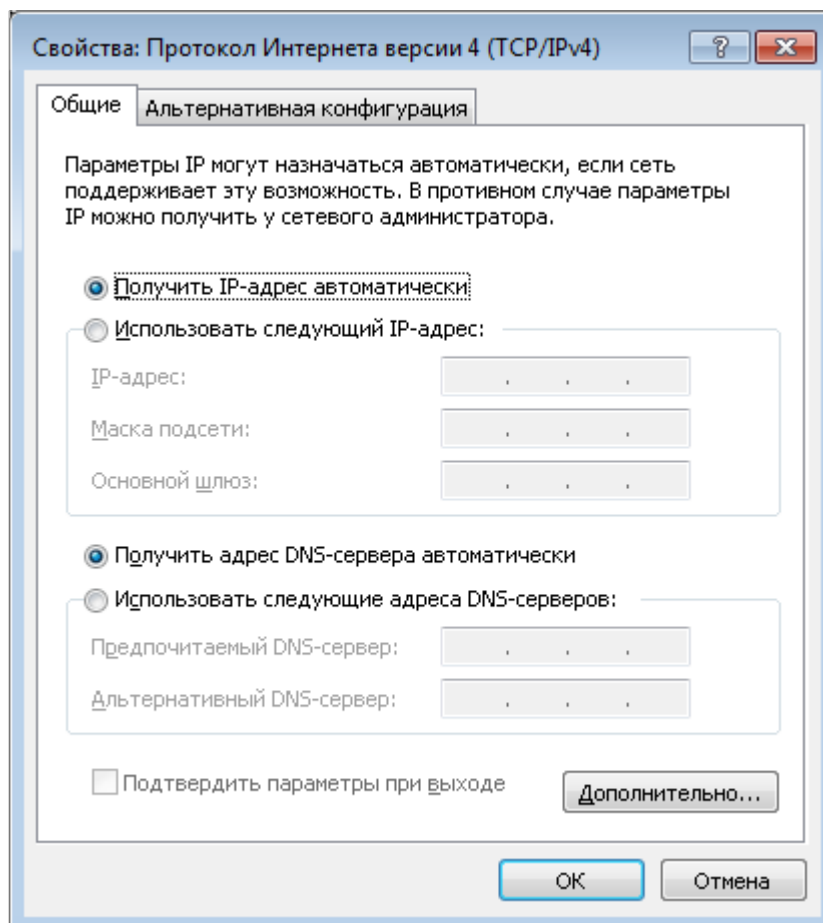 Свойства: Протокол Интернета версии 4 (TCP/IPv4)
Общие
Альтернативная конфигурация
Параметры IP могут назначаться автоматически, если сеть
поддерживает эту возможность. В противном случае параметры
IP можно получить у сетевого администратора.
Получить IP-адрес автоматически
Использовать следующий IP-адрес:
IP-адрес:
Маска подсети:
Основной шлюз:
Получить адрес DNS-сервера автоматически
Использовать следующие адреса DNS-серверов:
Предпочитаемый DNS-сервер:
Альтернативный DNS-сервер:
Подтвердить параметры при выходе
Дополнительно...
ОК
Отмена